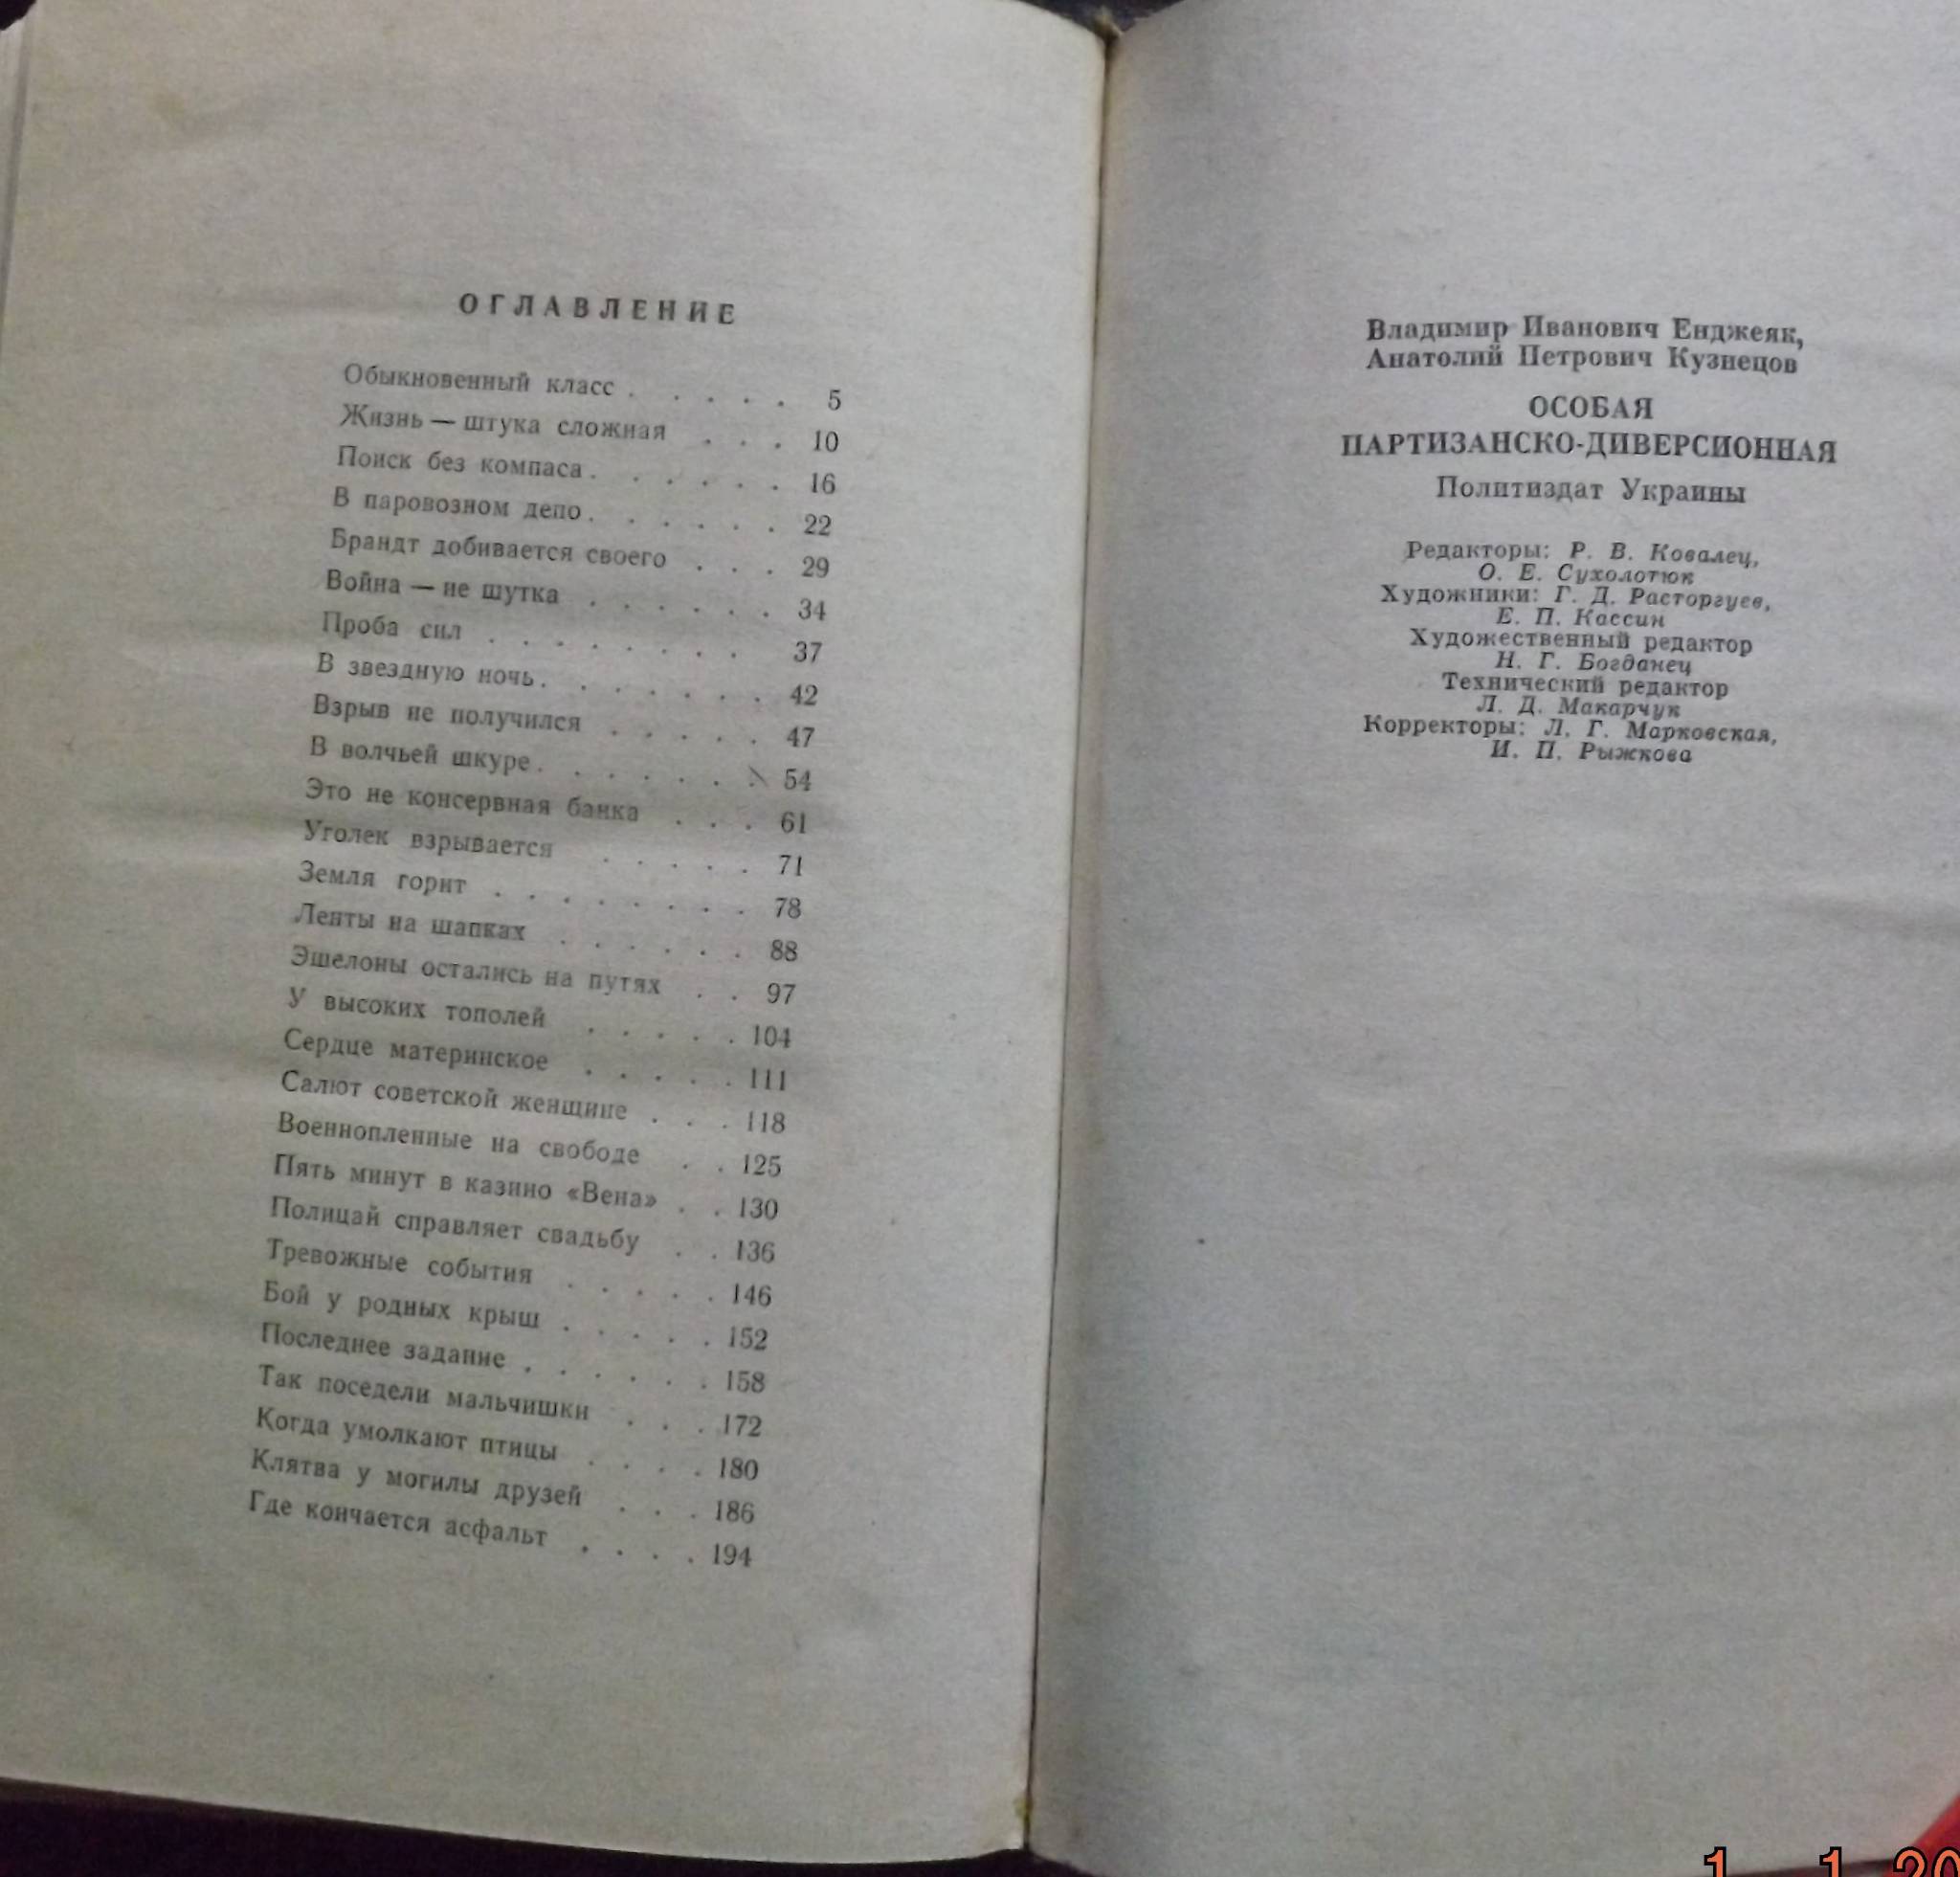 ОГЛАВЛЕНИЕ
Обыкновенный класс . . . . . 5
Жизнь — штука сложная . . . 10
Поиск без компаса . . . . . . 16
В паровозном депо . . . . . . 22
Брандт добивается своего . . . 29
Война — не шутка . . . . . . 34
Проба сил . . . . . . . . 37
В звездную ночь . . . . . . . 42
Взрыв не получился . . . . . 47
В волчьей шкуре . . . . . . . 54
Это не консервная банка . . . 61
Уголек взрывается . . . . . 71
Земля горит . . . . . . . . 78
Ленты на шапках . . . . . . 88
Эшелоны остались на путях . . 97
У высоких тополей . . . . . 104
Сердце материнское . . . . . 111
Салют советской женщине . . . 118
Военнопленные на свободе . . 125
Пять минут в казино «Вена» . . 130
Полицай справляет свадьбу . . 136
Тревожные события . . . . . 146
Бой у родных крыш . . . . . 152
Последнее задание . . . . . . 158
Так поседели мальчишки . . . 172
Когда умолкают птицы . . . . 180
Клятва у могилы друзей . . . 186
Где кончается асфальт . . . . 194
Владимир Иванович Енджеяк,
Анатолий Петрович Кузнецов
ОСОБАЯ
ПАРТИЗАНСКО-ДИВЕРСИОННАЯ
Политиздат Украины
Редакторы: Р. В. Ковалец,
О. Е. Сухолотюк
Художники: Г. Д. Расторгуев,
Е. П. Кассин
Художественный редактор
Н. Г. Богданец
Технический редактор
Л. Д. Макарчук
Корректоры: Л. Г. Марковская,
И. П. Рыжкова
1 1 20